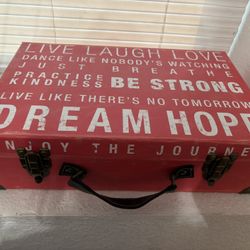 LIVE LAUGH LOVE
DANCE LIKE NOBODY'S WATCHING
JUST BREATHE
PRACTICE
KINDNESS BE STRONG
LIVE LIKE THERE'S NO TOMORROW
DREAM HOPE
ENJOY THE JOURNEY